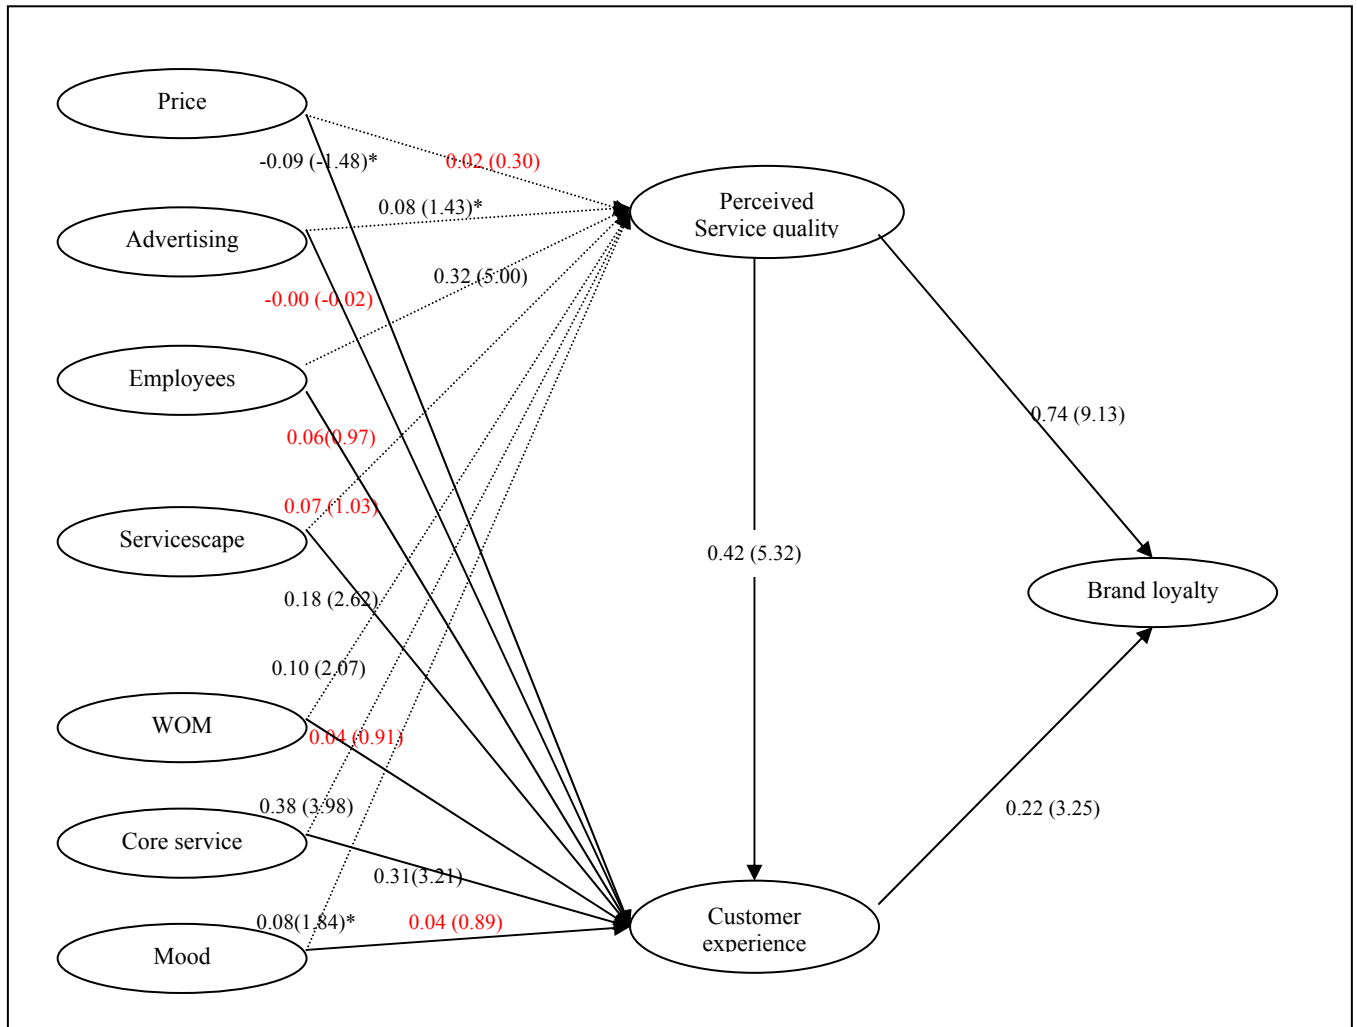 Price
-0.09 (-1.48)*
0.02 (0.30)
Perceived
Service quality
0.08 (1.43)*
Advertising
0.32 (5.00)
-0.00 (-0.02)
Employees
0.74 (9.13)
0.06(0.97)
0.07 (1.03)
Servicescape
0.42 (5.32)
Brand loyalty
0.18 (2.62)
0.10 (2.07)
WOM
0.04 (0.91)
0.38 (3.98)
0.22 (3.25)
Core service
0.31(3.21)
0.08(1.84)*
0.04 (0.89)
Customer
experience
Mood